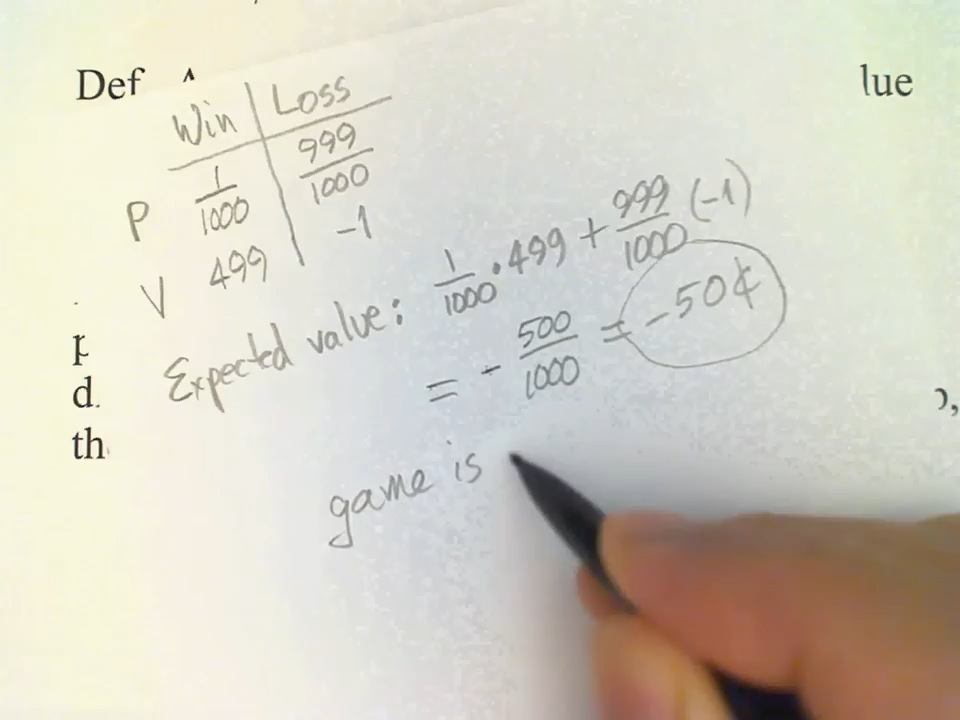 Def lue
Win Loss
P 1/1000 999/1000
V 499 -1
Expected value: 1/1000 · 499 + 999/1000 (-1)
= - 500/1000 = -50¢
p
d.
th
game is